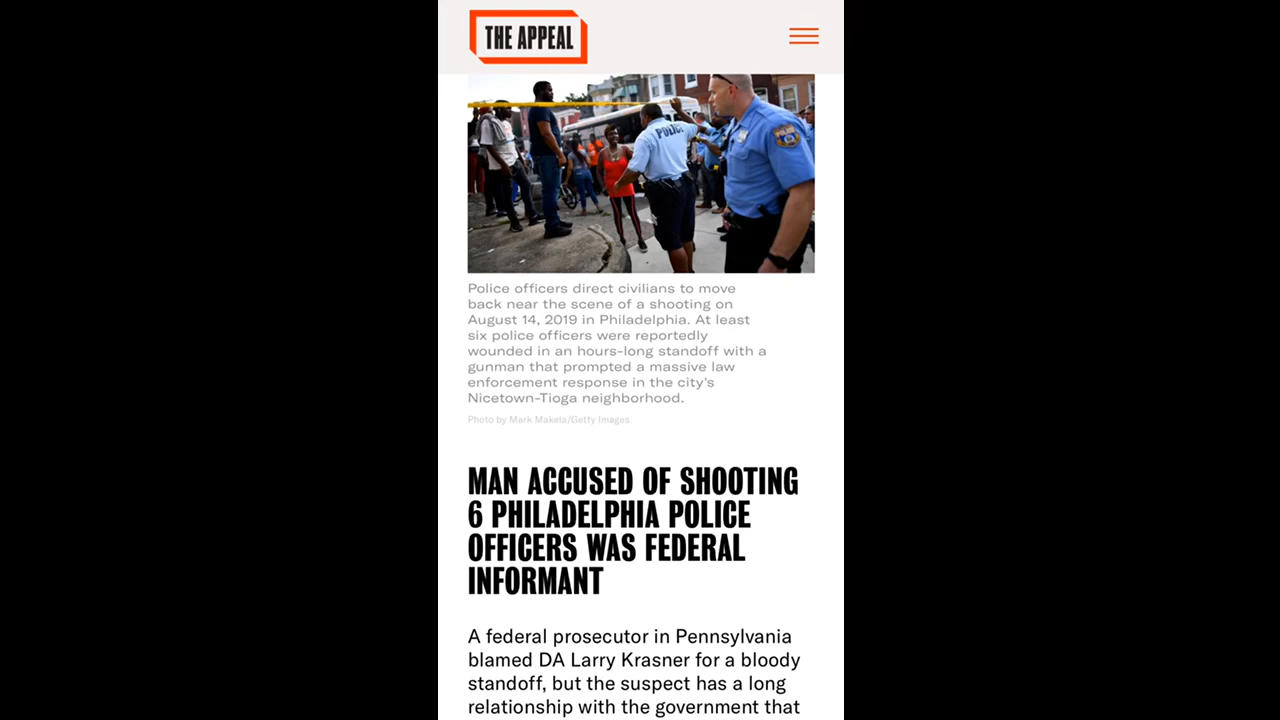 THE APPEAL
POLICE
Police officers direct civilians to move
back near the scene of a shooting on
August 14, 2019 in Philadelphia. At least
six police officers were reportedly
wounded in an hours-long standoff with a
gunman that prompted a massive law
enforcement response in the city's
Nicetown-Tioga neighborhood.
Photo by Mark Makela/Getty Images
MAN ACCUSED OF SHOOTING
6 PHILADELPHIA POLICE
OFFICERS WAS FEDERAL
INFORMANT
A federal prosecutor in Pennsylvania
blamed DA Larry Krasner for a bloody
standoff, but the suspect has a long
relationship with the government that